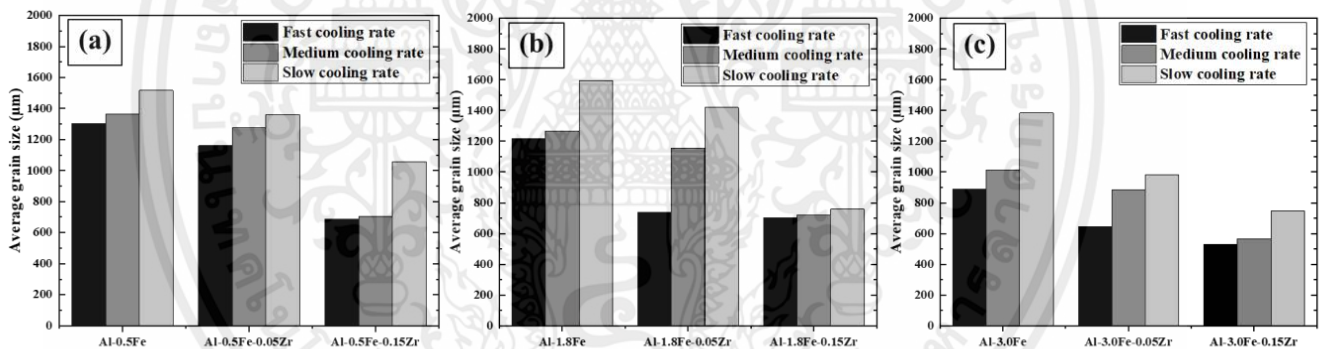 (a)
Fast cooling rate
Medium cooling rate
Slow cooling rate
Average grain size (µm)
2000
1800
1600
1400
1200
1000
800
600
400
200
0
Al-0.5Fe Al-0.5Fe-0.05Zr Al-0.5Fe-0.15Zr
(b)
Fast cooling rate
Medium cooling rate
Slow cooling rate
Average grain size (µm)
2000
1800
1600
1400
1200
1000
800
600
400
200
0
Al-1.8Fe Al-1.8Fe-0.05Zr Al-1.8Fe-0.15Zr
(c)
Fast cooling rate
Medium cooling rate
Slow cooling rate
Average grain size (µm)
2000
1800
1600
1400
1200
1000
800
600
400
200
0
Al-3.0Fe Al-3.0Fe-0.05Zr Al-3.0Fe-0.15Zr